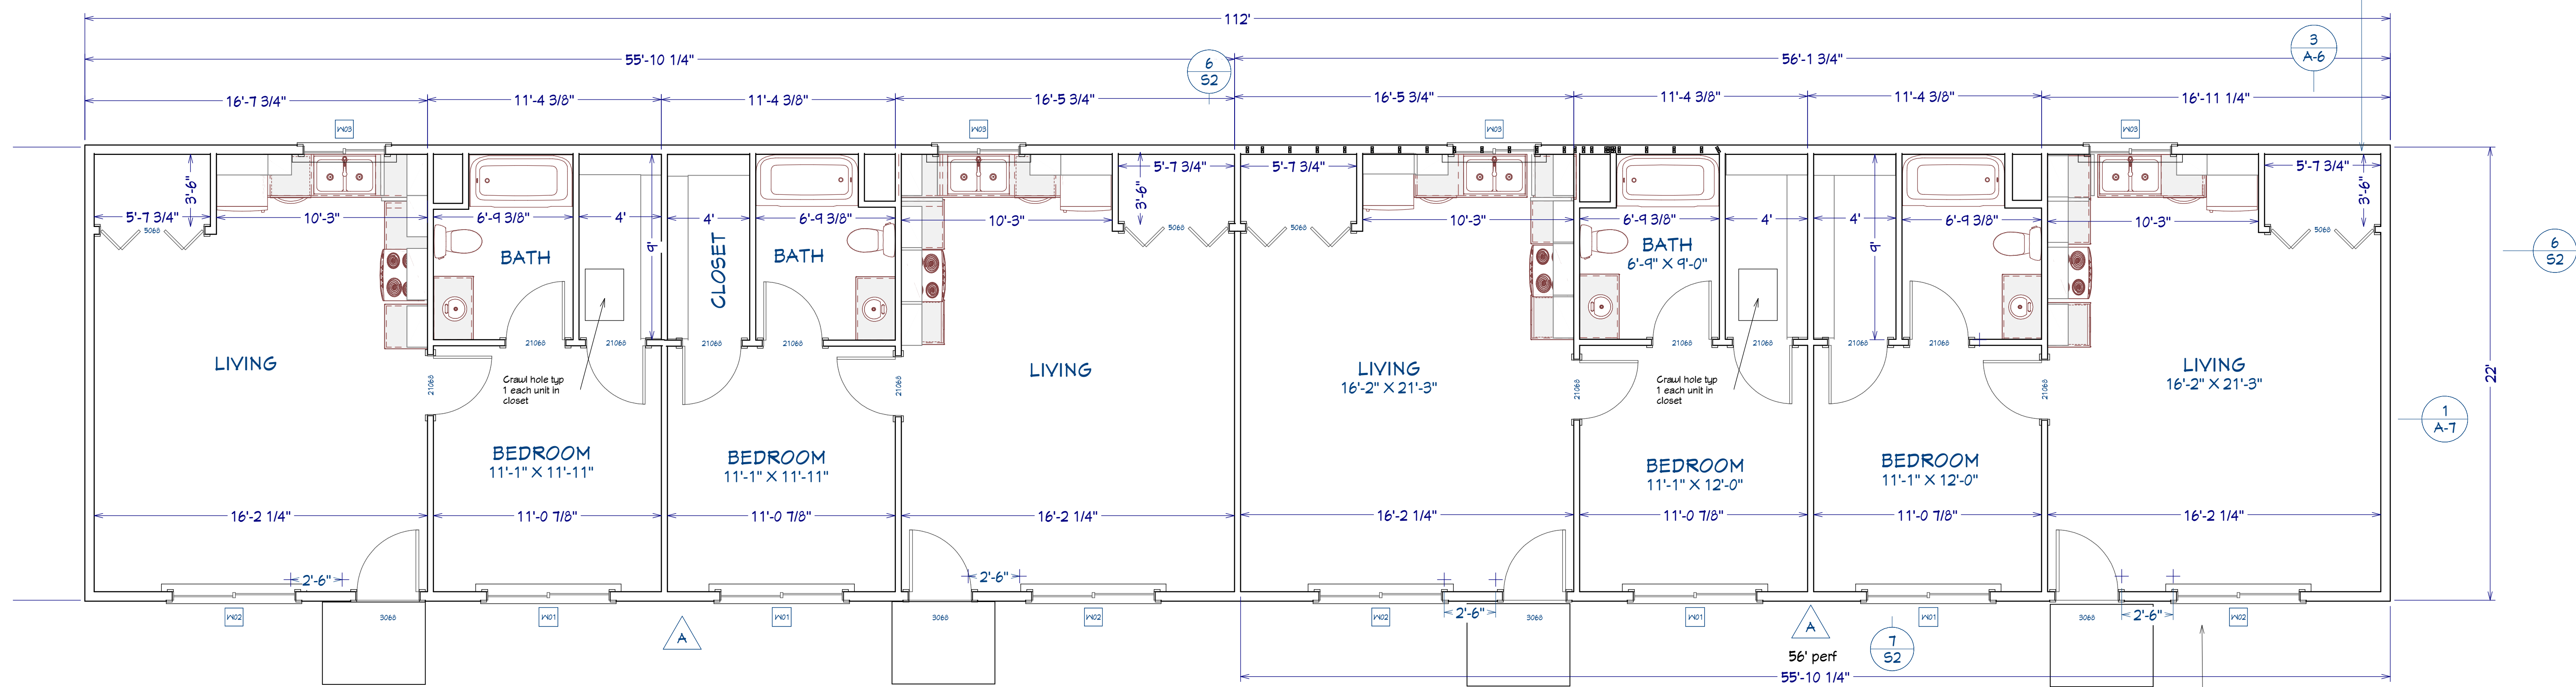 112'
55'-10 1/4"
56'-1 3/4"
6
S2
3
A-6
16'-7 3/4"
11'-4 3/8"
11'-4 3/8"
16'-5 3/4"
16'-5 3/4"
11'-4 3/8"
11'-4 3/8"
16'-11 1/4"
W03
W03
W03
W03
5'-7 3/4"
3'-6"
10'-3"
6'-9 3/8"
4'
9'
4'
6'-9 3/8"
10'-3"
3'-6"
5'-7 3/4"
5'-7 3/4"
10'-3"
6'-9 3/8"
4'
4'
9'
6'-9 3/8"
10'-3"
5'-7 3/4"
3'-6"
5068
5068
5068
5068
BATH
CLOSET
BATH
BATH
6'-9" X 9'-0"
6
S2
21068
21068
21068
21068
21068
21068
21068
21068
LIVING
21068
Crawl hole typ
1 each unit in
closet
21068
LIVING
LIVING
16'-2" X 21'-3"
21068
Crawl hole typ
1 each unit in
closet
21068
LIVING
16'-2" X 21'-3"
22'
1
A-7
BEDROOM
11'-1" X 11'-11"
BEDROOM
11'-1" X 11'-11"
BEDROOM
11'-1" X 12'-0"
BEDROOM
11'-1" X 12'-0"
16'-2 1/4"
11'-0 7/8"
11'-0 7/8"
16'-2 1/4"
16'-2 1/4"
11'-0 7/8"
11'-0 7/8"
16'-2 1/4"
2'-6"
2'-6"
2'-6"
2'-6"
W02
3068
W01
A
W01
3068
W02
W02
3068
W01
A
W01
3068
W02
7
S2
56' perf
55'-10 1/4"